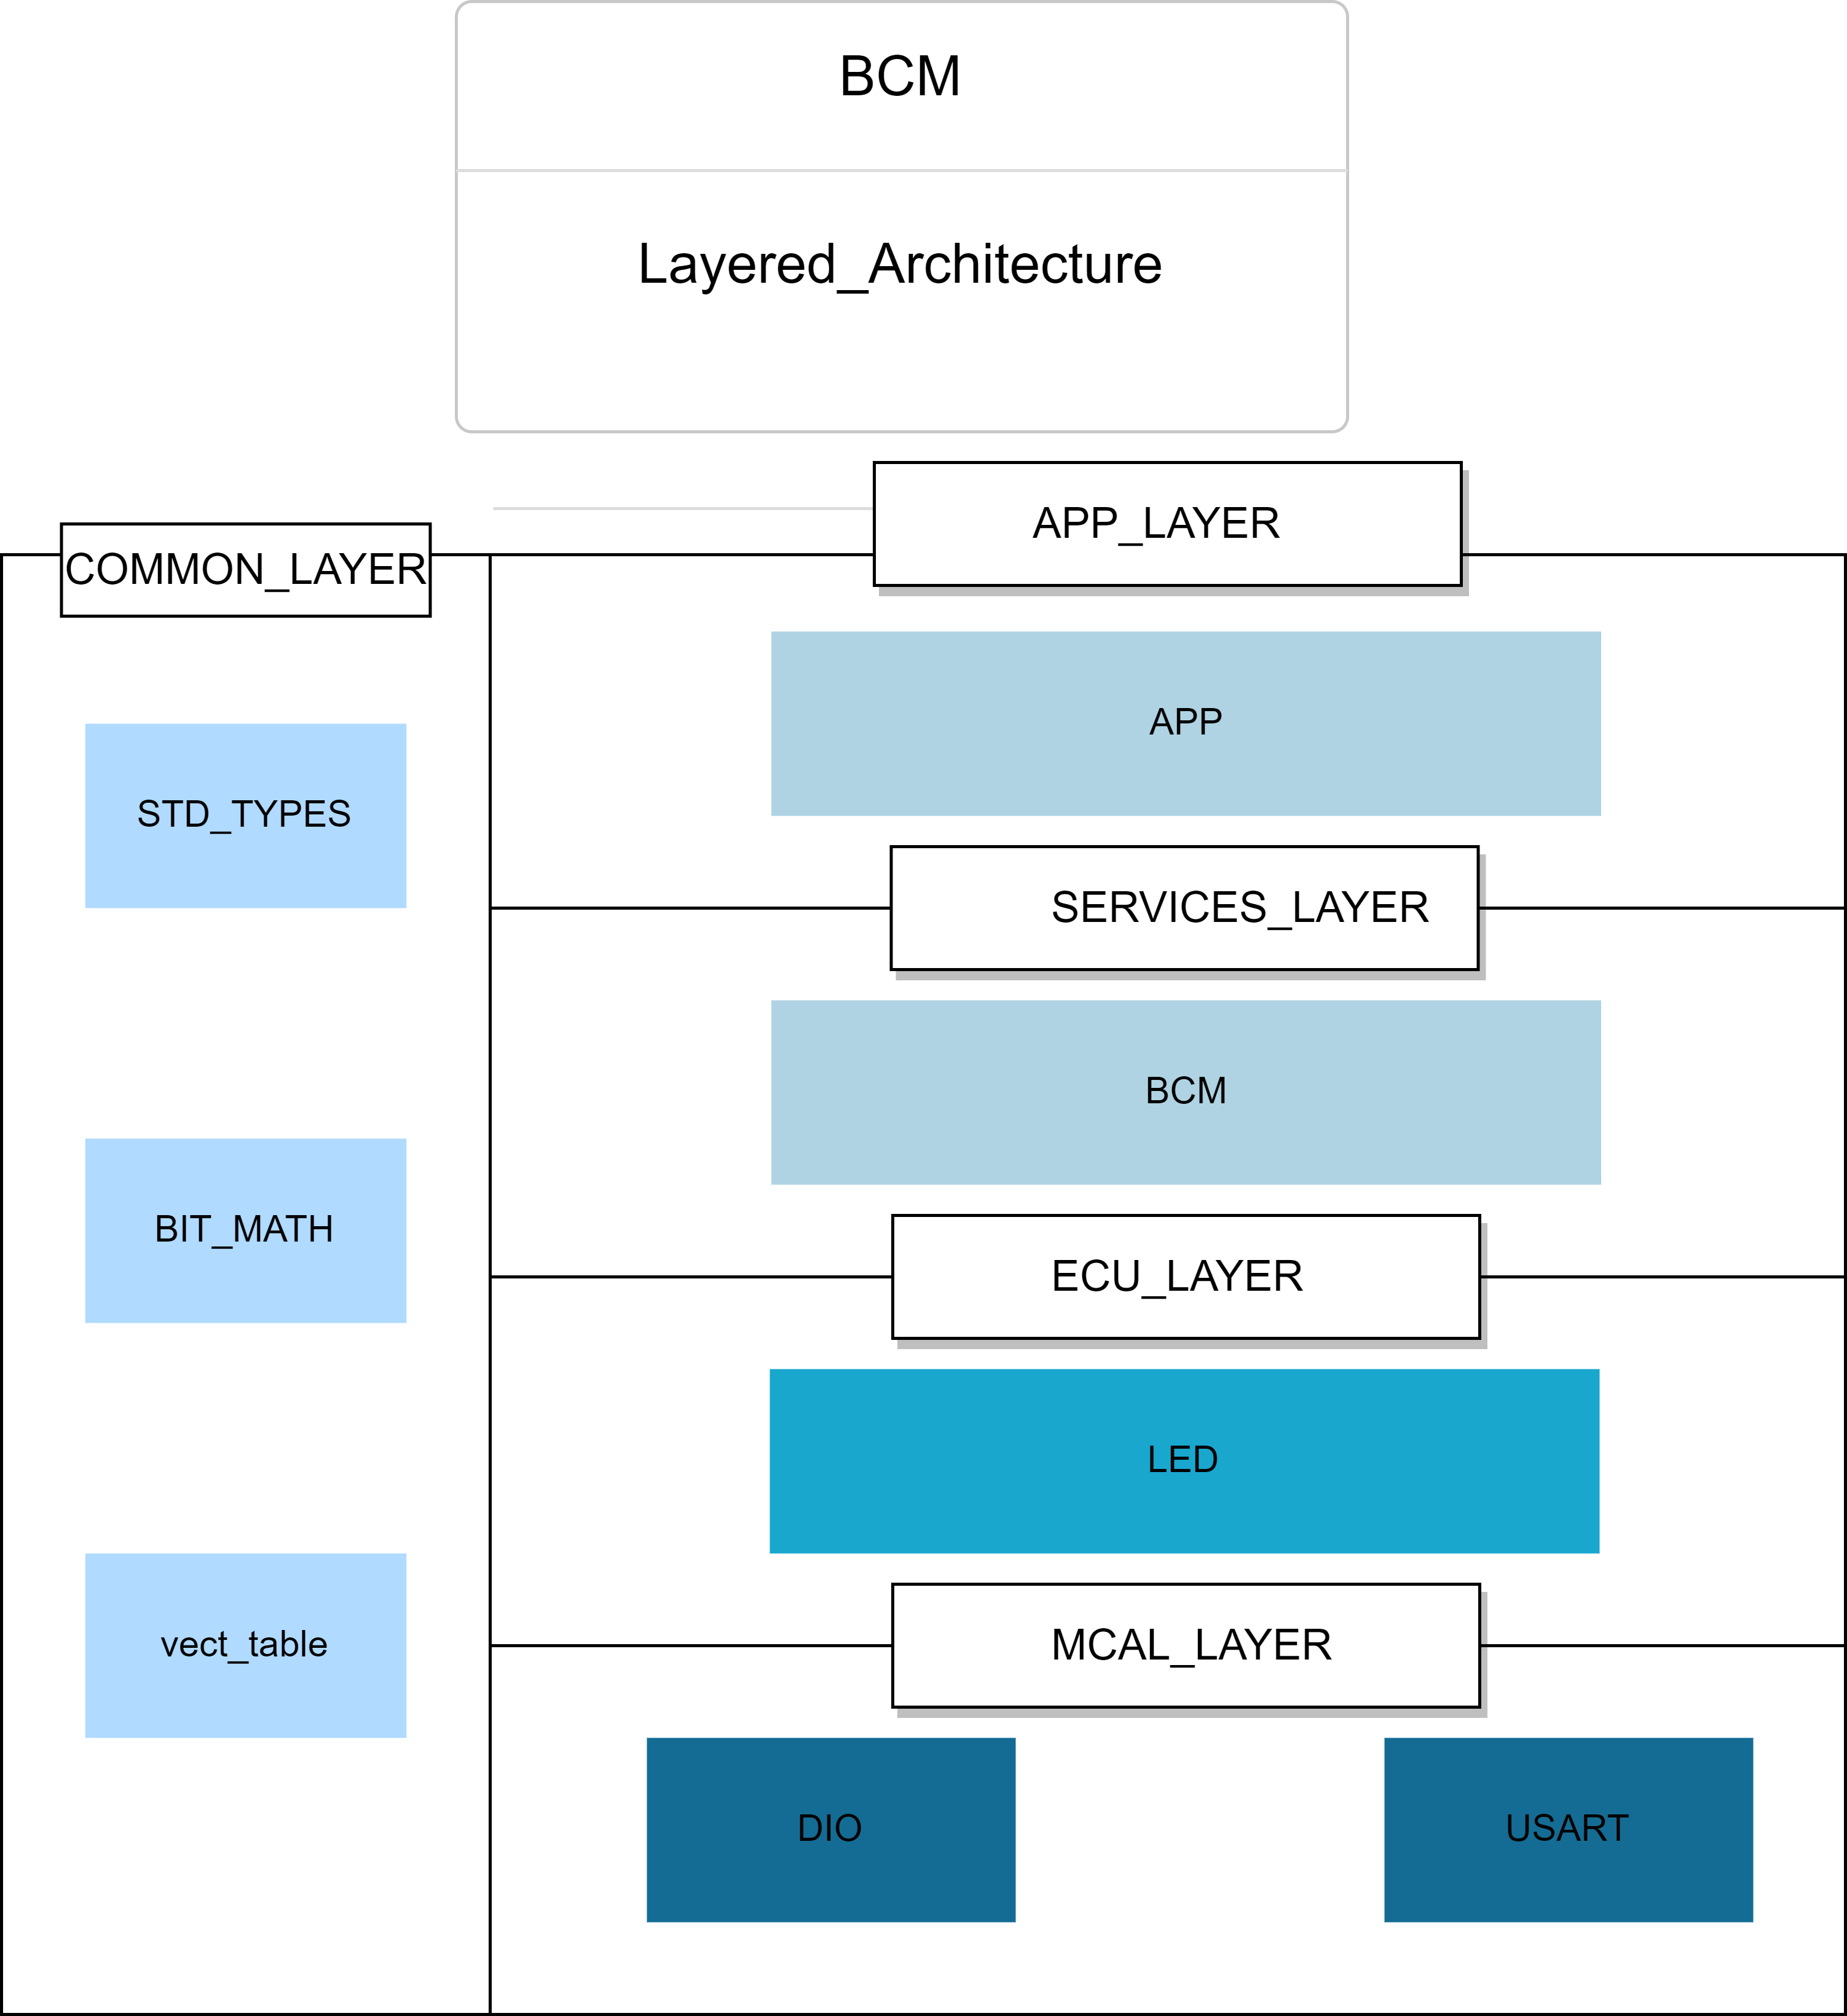 BCM
Layered_Architecture
APP_LAYER
COMMON_LAYER
APP
STD_TYPES
SERVICES_LAYER
BCM
BIT_MATH
ECU_LAYER
LED
vect_table
MCAL_LAYER
DIO
USART